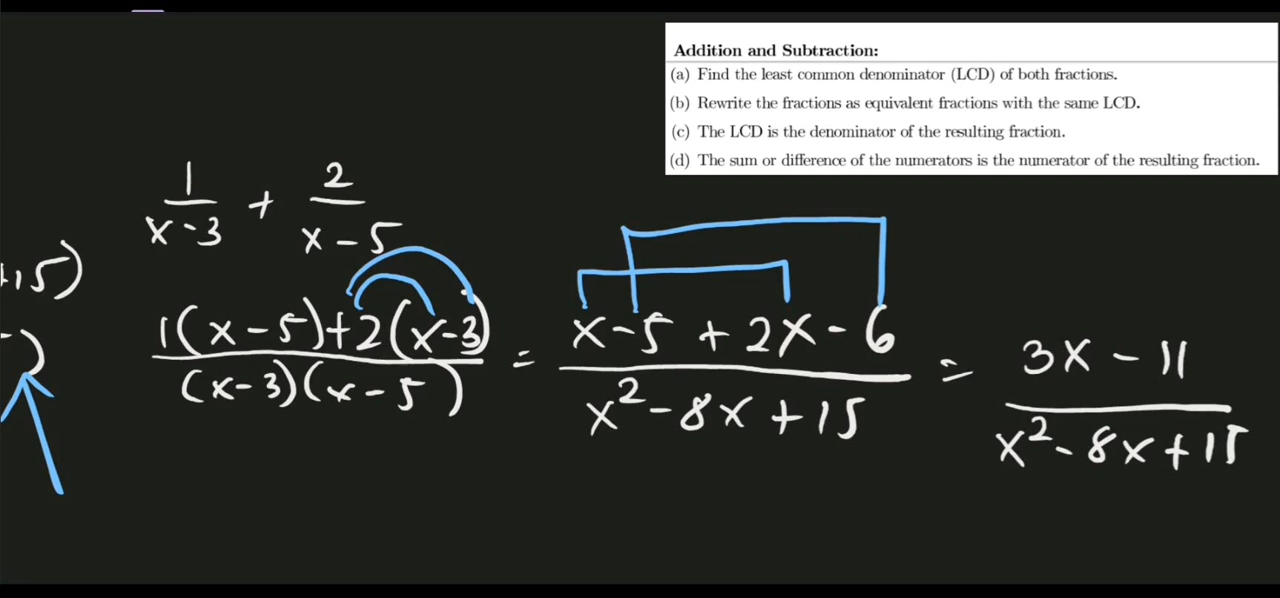 Addition and Subtraction:
(a) Find the least common denominator (LCD) of both fractions.
(b) Rewrite the fractions as equivalent fractions with the same LCD.
(c) The LCD is the denominator of the resulting fraction.
(d) The sum or difference of the numerators is the numerator of the resulting fraction.
1 2
+
x-3 x-5
15)
)
1(x-5)+2(x-3) x-5+2x-6 3x-11
= =
(x-3)(x-5) x²-8x+15 x²-8x+15